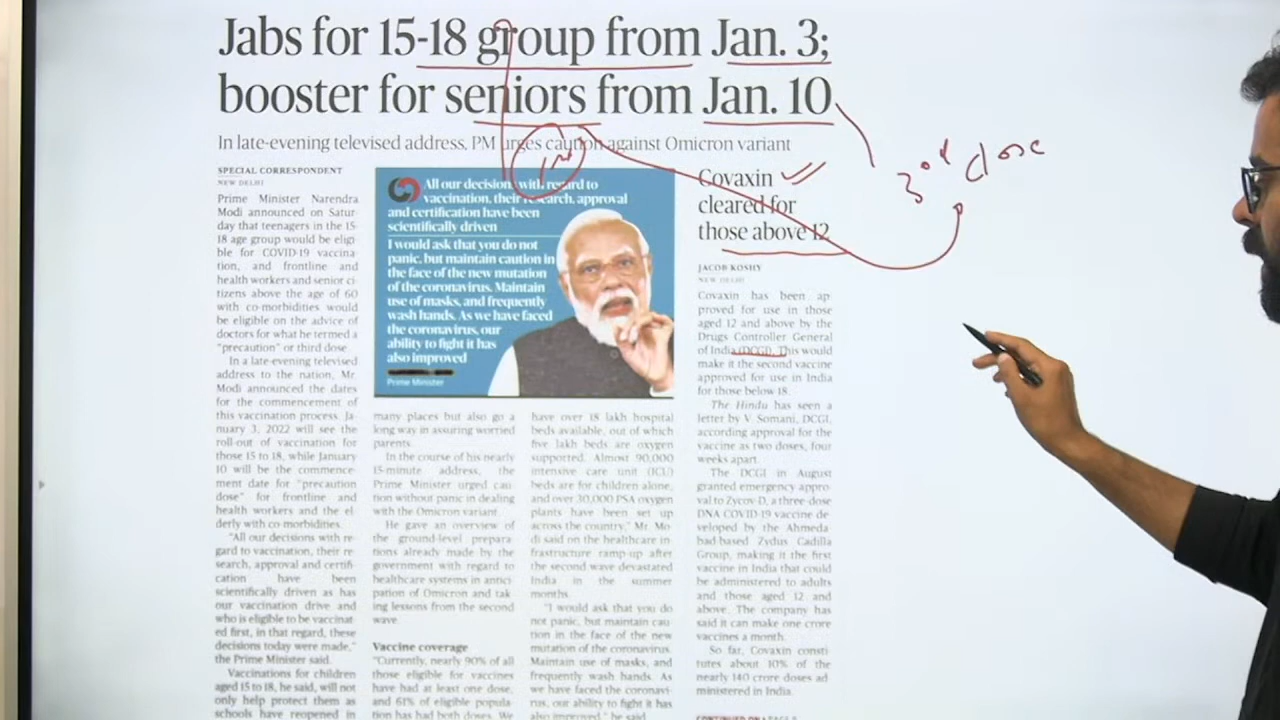 Jabs for 15-18 group from Jan. 3;
booster for seniors from Jan. 10
In late-evening televised address, PM urges caution against Omicron variant
SPECIAL CORRESPONDENT
NEW DELHI
Prime Minister Narendra
Modi announced on Satur-
day that teenagers in the 15-
18 age group would be eligi-
ble for COVID-19 vaccina-
tion, and frontline and
health workers and senior ci-
tizens above the age of 60
with co-morbidities would
be eligible on the advice of
doctors for what he termed a
"precaution" or third dose.
In a late-evening televised
address to the nation, Mr.
Modi announced the dates
for the commencement of
this vaccination process. Ja-
nuary 3, 2022 will see the
roll-out of vaccination for
those 15 to 18, while January
10 will be the commence-
ment date for "precaution
dose" for frontline and
health workers and the el-
derly with co-morbidities.
"All our decisions with re-
gard to vaccination, their re-
search, approval and certifi-
cation have been
scientifically driven as has
our vaccination drive and
who is eligible to be vaccinat-
ed first, in that regard, these
decisions today were made,"
the Prime Minister said.
Vaccinations for children
aged 15 to 18, he said, will not
only help protect them as
schools have reopened in
All our decisions with regard to
vaccination, their research, approval
and certification have been
scientifically driven
I would ask that you do not
panic, but maintain caution in
the face of the new mutation
of the coronavirus. Maintain
use of masks, and frequently
wash hands. As we have faced
the coronavirus, our
ability to fight it has
also improved
Prime Minister
many places but also go a
long way in assuring worried
parents.
In the course of his nearly
15-minute address, the
Prime Minister urged cau-
tion without panic in dealing
with the Omicron variant.
He gave an overview of
the ground-level prepara-
tions already made by the
government with regard to
healthcare systems in antici-
pation of Omicron and tak-
ing lessons from the second
wave.
Vaccine coverage
"Currently, nearly 90% of all
those eligible for vaccines
have had at least one dose,
and 61% of eligible popula-
tion has had both doses. We
have over 18 lakh hospital
beds available, out of which
five lakh beds are oxygen
supported. Almost 90,000
intensive care unit (ICU)
beds are for children alone,
and over 30,000 PSA oxygen
plants have been set up
across the country," Mr. Mo-
di said on the healthcare in-
frastructure ramp-up after
the second wave devastated
India in the summer
months.
"I would ask that you do
not panic, but maintain cau-
tion in the face of the new
mutation of the coronavirus.
Maintain use of masks, and
frequently wash hands. As
we have faced the coronavi-
rus, our ability to fight it has
also improved," he said.
Covaxin
cleared for
those above 12
JACOB KOSHY
NEW DELHI
Covaxin has been ap-
proved for use in those
aged 12 and above by the
Drugs Controller General
of India (DCGI). This would
make it the second vaccine
approved for use in India
for those below 18.
The Hindu has seen a
letter by V. Somani, DCGI,
according approval for the
vaccine as two doses, four
weeks apart.
The DCGI in August
granted emergency appro-
val to Zycov-D, a three-dose
DNA COVID-19 vaccine de-
veloped by the Ahmeda-
bad-based Zydus Cadilla
Group, making it the first
vaccine in India that could
be administered to adults
and those aged 12 and
above. The company has
said it can make one crore
vaccines a month.
So far, Covaxin consti-
tutes about 10% of the
nearly 140 crore doses ad-
ministered in India.
3rd dose